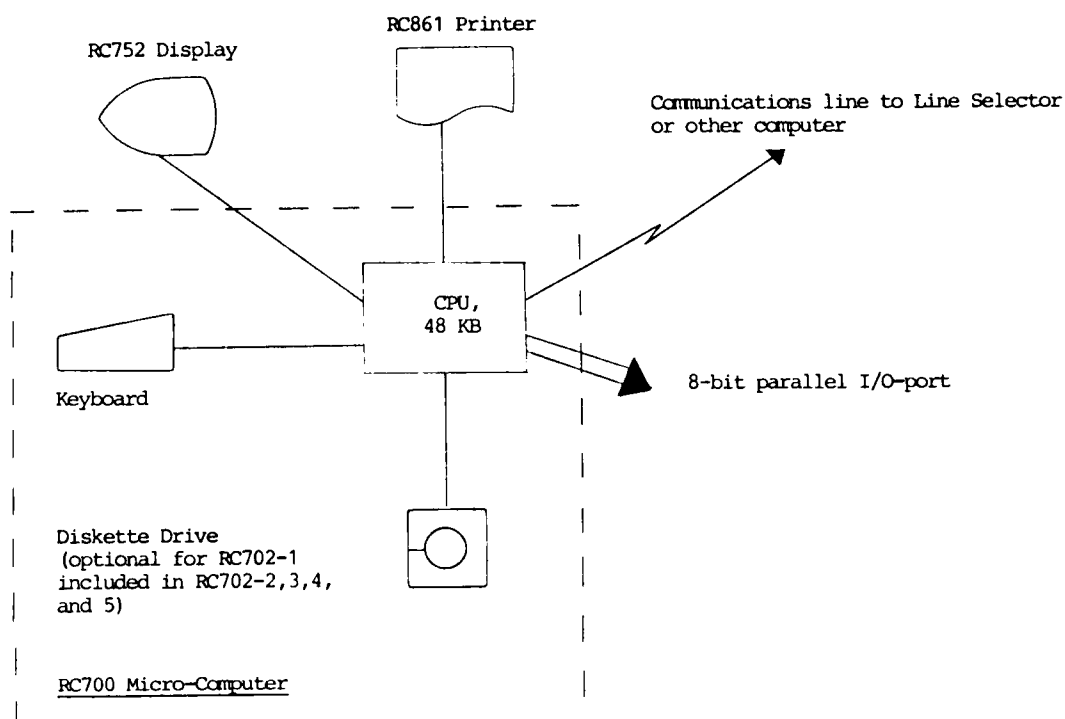 RC861 Printer
RC752 Display
Communications line to Line Selector
or other computer
CPU,
48 KB
8-bit parallel I/O-port
Keyboard
Diskette Drive
(optional for RC702-1
included in RC702-2,3,4,
and 5)
RC700 Micro-Computer